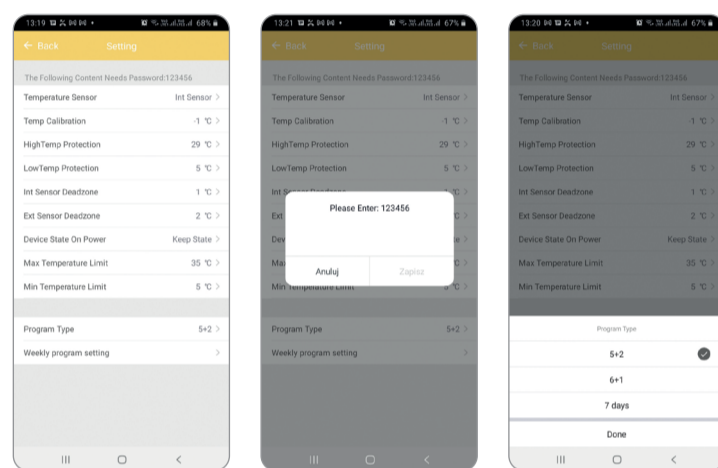 13:19
68%
← Back Setting
The Following Content Needs Password:123456
Temperature Sensor Int Sensor >
Temp Calibration -1 ℃ >
HighTemp Protection 29 ℃ >
LowTemp Protection 5 ℃ >
Int Sensor Deadzone 1 ℃ >
Ext Sensor Deadzone 2 ℃ >
Device State On Power Keep State >
Max Temperature Limit 35 ℃ >
Min Temperature Limit 5 ℃ >
Program Type 5+2 >
Weekly program setting >
13:21
67%
← Back Setting
The Following Content Needs Password:123456
Temperature Sensor Int Sensor >
Temp Calibration -1 ℃ >
HighTemp Protection 29 ℃ >
LowTemp Protection 5 ℃ >
Please Enter: 123456
Anuluj Zapisz
Program Type 5+2 >
Weekly program setting >
13:20
67%
← Back Setting
The Following Content Needs Password:123456
Temperature Sensor Int Sensor >
Temp Calibration -1 ℃ >
HighTemp Protection 29 ℃ >
LowTemp Protection 5 ℃ >
Int Sensor Deadzone 1 ℃ >
Ext Sensor Deadzone 2 ℃ >
Device State On Power Keep State >
Max Temperature Limit 35 ℃ >
Min Temperature Limit 5 ℃ >
Program Type
5+2
6+1
7 days
Done